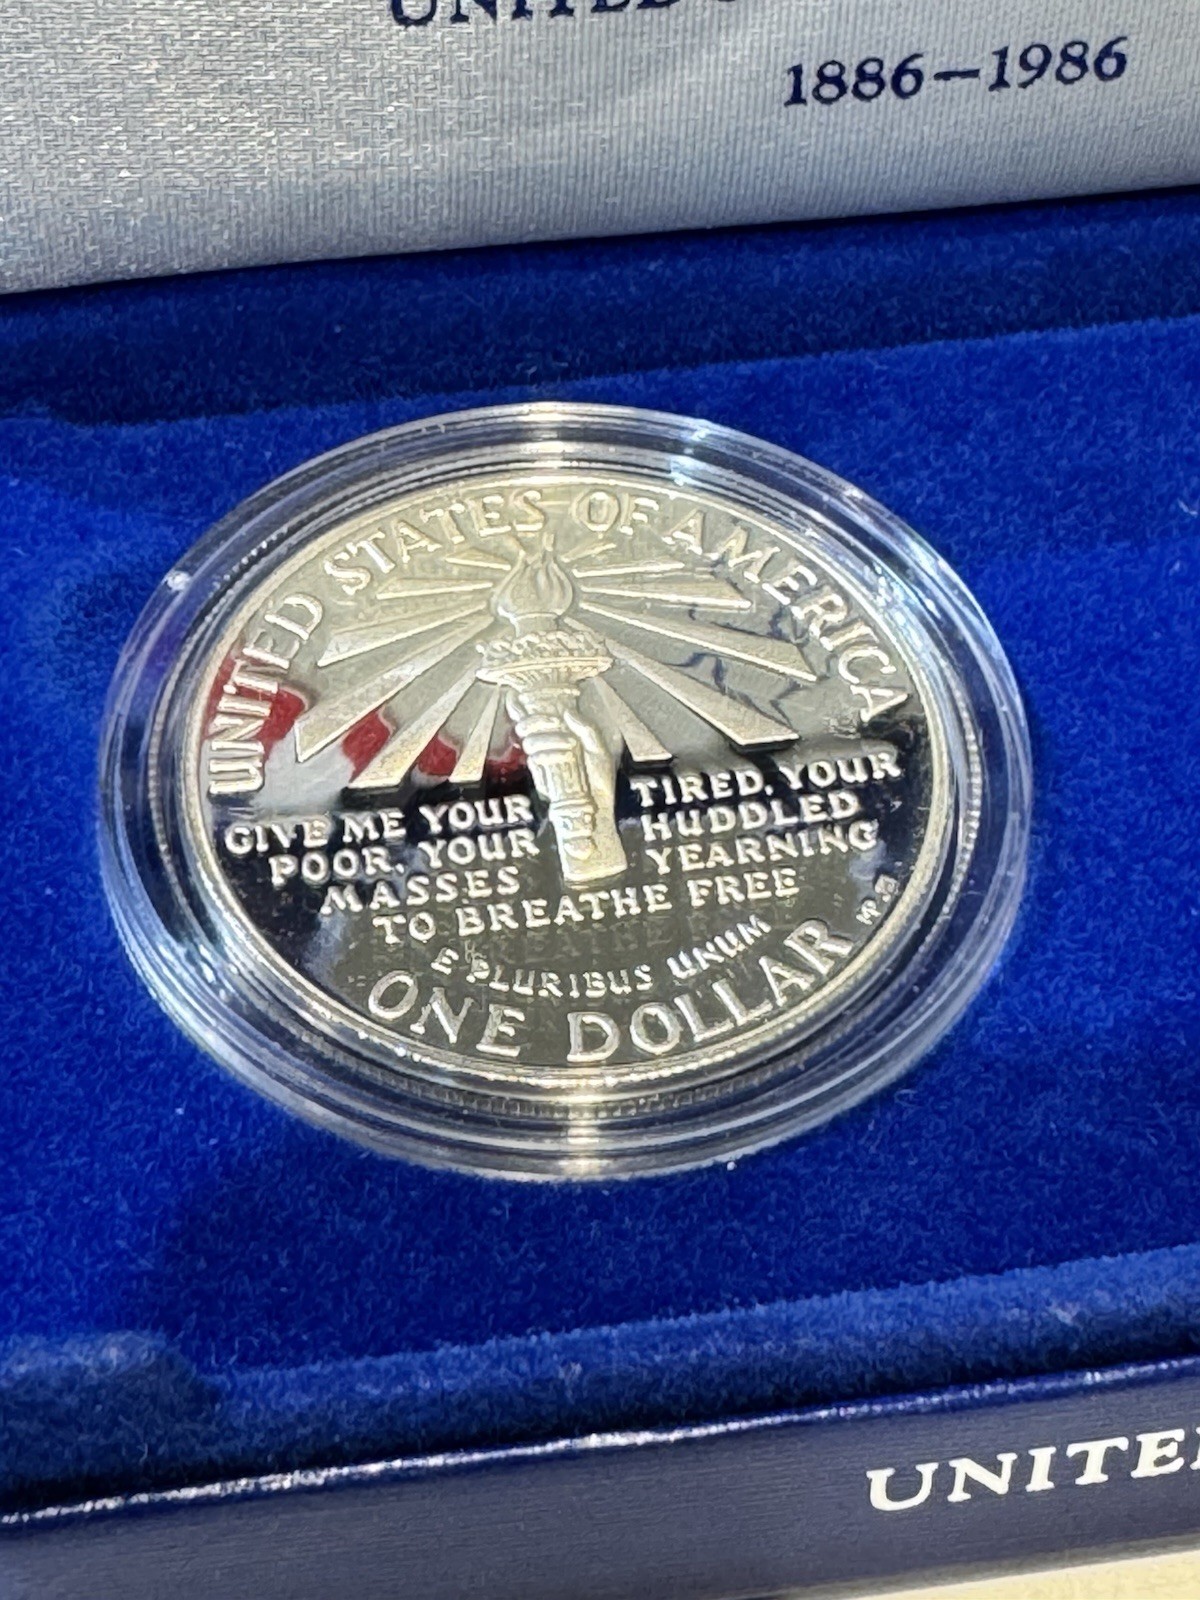 UNITED
1886–1986
UNITED STATES OF AMERICA
GIVE ME YOUR TIRED, YOUR
POOR, YOUR HUDDLED
MASSES YEARNING
TO BREATHE FREE
E PLURIBUS UNUM
ONE DOLLAR
UNITE